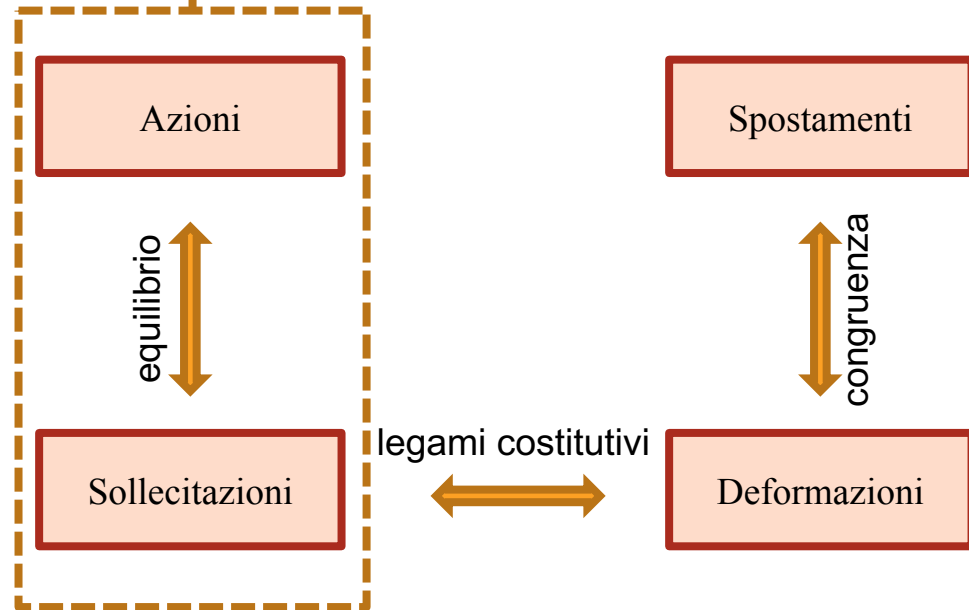 Azioni
Spostamenti
equilibrio
congruenza
legami costitutivi
Sollecitazioni
Deformazioni